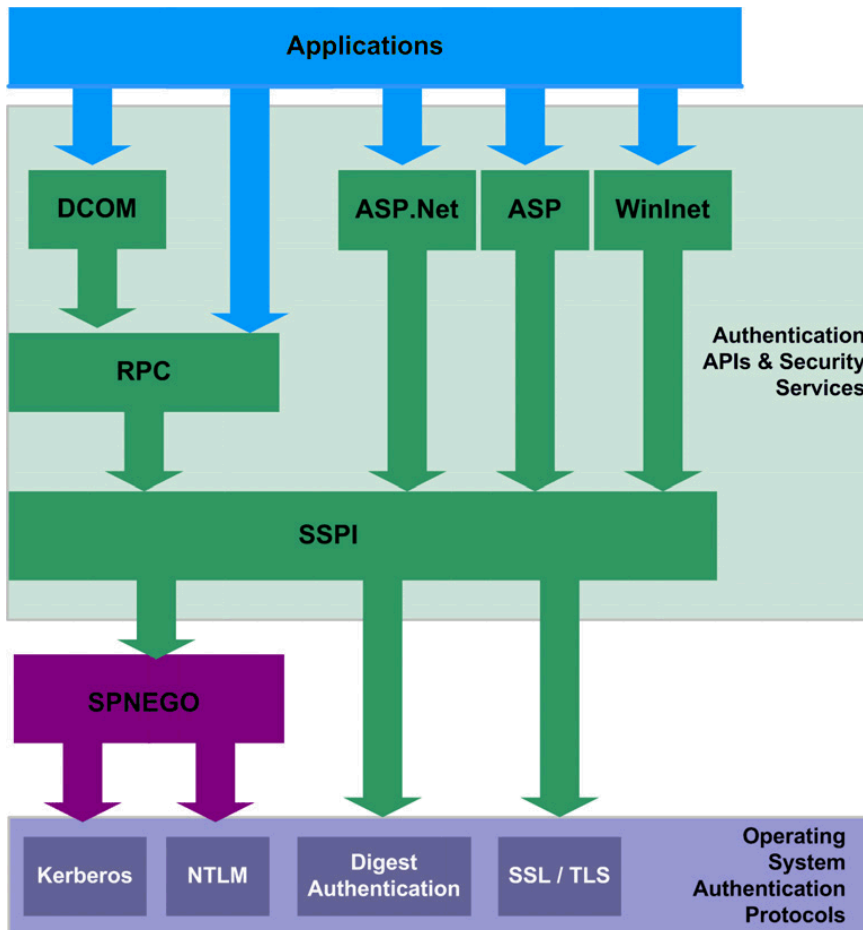 Applications
DCOM
ASP.Net
ASP
WinInet
Authentication
APIs & Security
Services
RPC
SSPI
SPNEGO
Kerberos
NTLM
Digest
Authentication
SSL / TLS
Operating
System
Authentication
Protocols